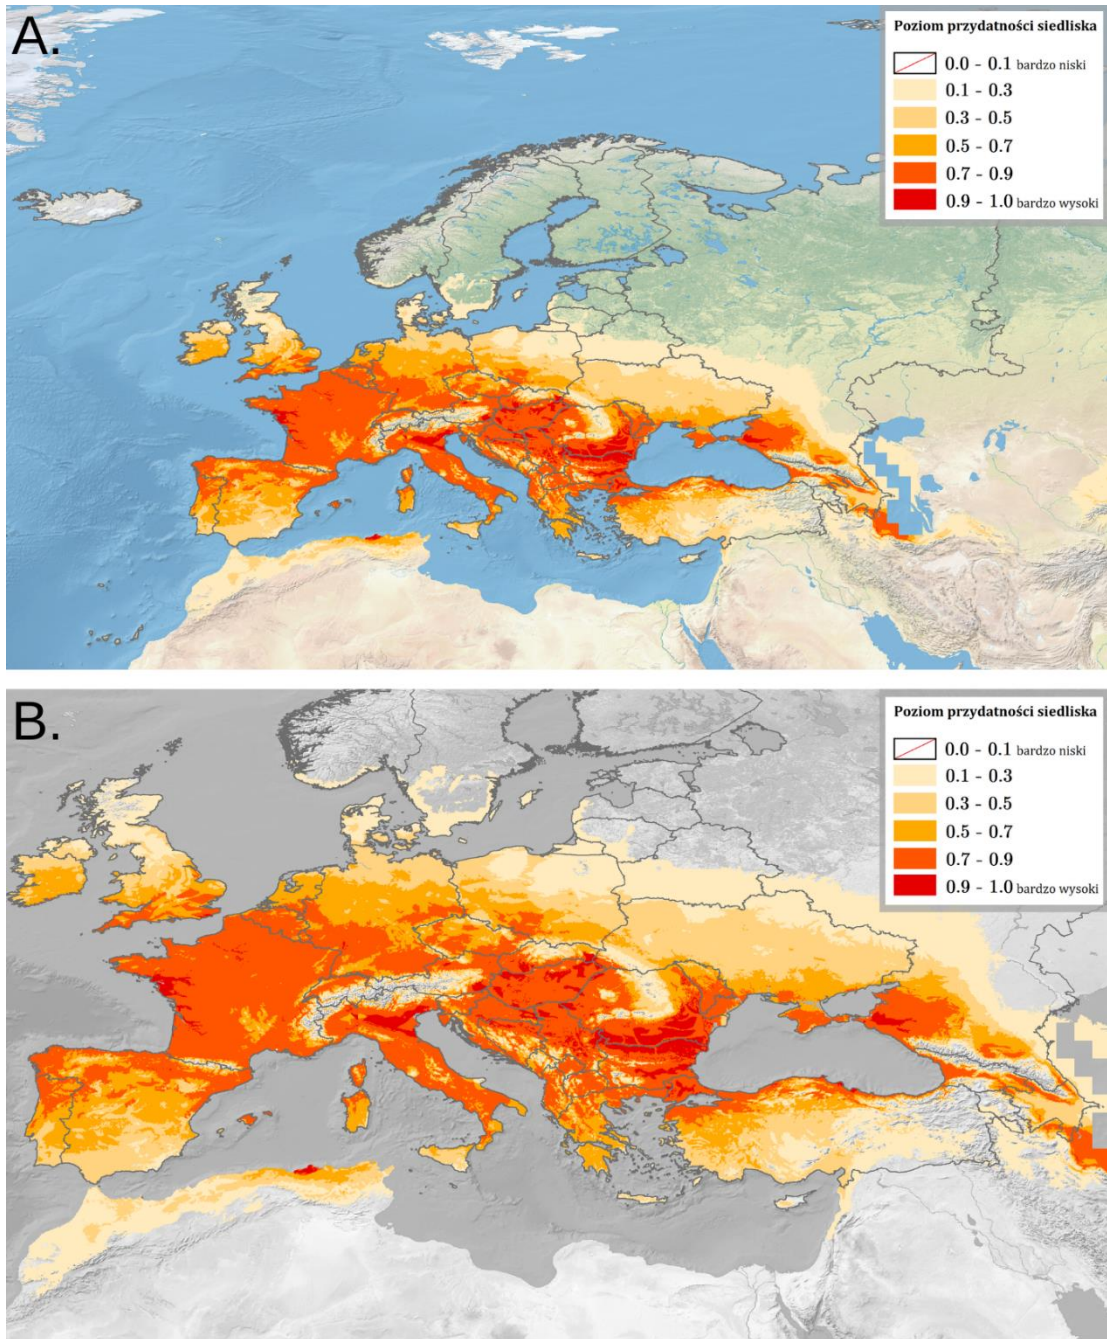 A.
Poziom przydatności siedliska
0.0 - 0.1 bardzo niski
0.1 - 0.3
0.3 - 0.5
0.5 - 0.7
0.7 - 0.9
0.9 - 1.0 bardzo wysoki
B.
Poziom przydatności siedliska
0.0 - 0.1 bardzo niski
0.1 - 0.3
0.3 - 0.5
0.5 - 0.7
0.7 - 0.9
0.9 - 1.0 bardzo wysoki